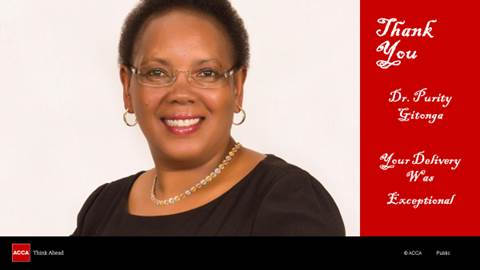 Thank
You
Dr. Purity
Gitonga
Your Delivery
Was
Exceptional
ACCA Think Ahead
© ACCA Public